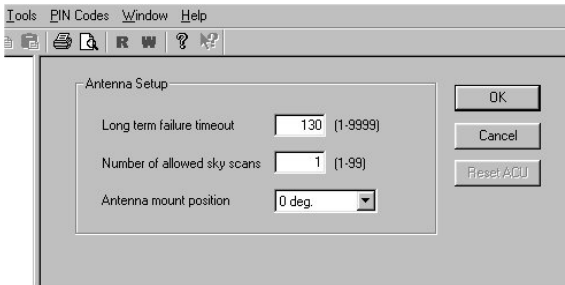 Tools PIN Codes Window Help
R W ?
Antenna Setup
Long term failure timeout 130 (1-9999)
Number of allowed sky scans 1 (1-99)
Antenna mount position 0 deg.
OK
Cancel
Reset ACU